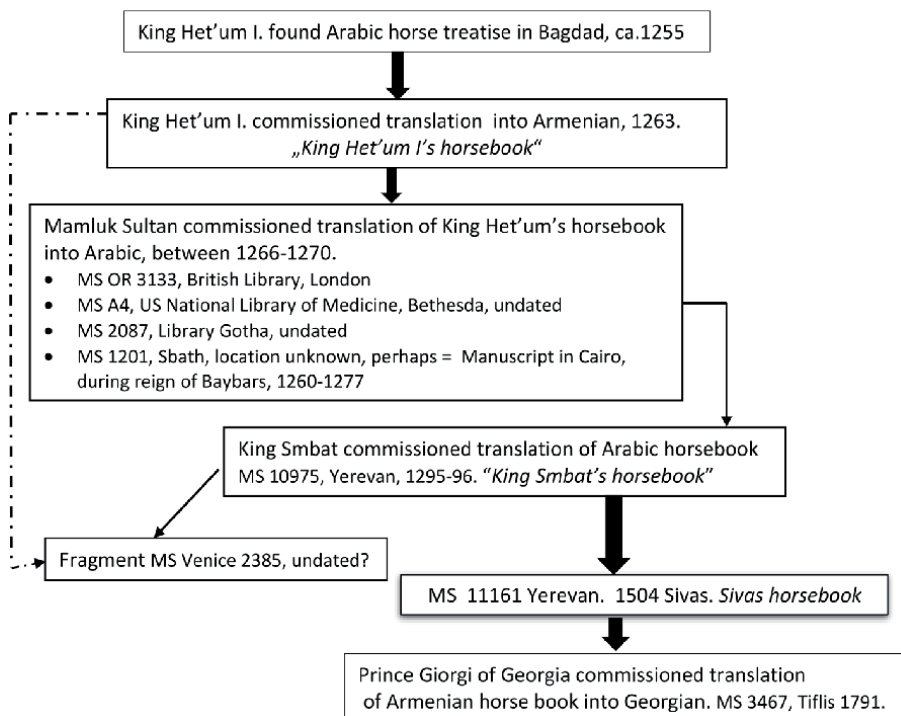 King Het'um I. found Arabic horse treatise in Bagdad, ca.1255
King Het'um I. commissioned translation into Armenian, 1263.
„King Het'um I's horsebook“
Mamluk Sultan commissioned translation of King Het'um's horsebook
into Arabic, between 1266-1270.
• MS OR 3133, British Library, London
• MS A4, US National Library of Medicine, Bethesda, undated
• MS 2087, Library Gotha, undated
• MS 1201, Sbath, location unknown, perhaps = Manuscript in Cairo,
during reign of Baybars, 1260-1277
King Smbat commissioned translation of Arabic horsebook
MS 10975, Yerevan, 1295-96. “King Smbat's horsebook”
Fragment MS Venice 2385, undated?
MS 11161 Yerevan. 1504 Sivas. Sivas horsebook
Prince Giorgi of Georgia commissioned translation
of Armenian horse book into Georgian. MS 3467, Tiflis 1791.